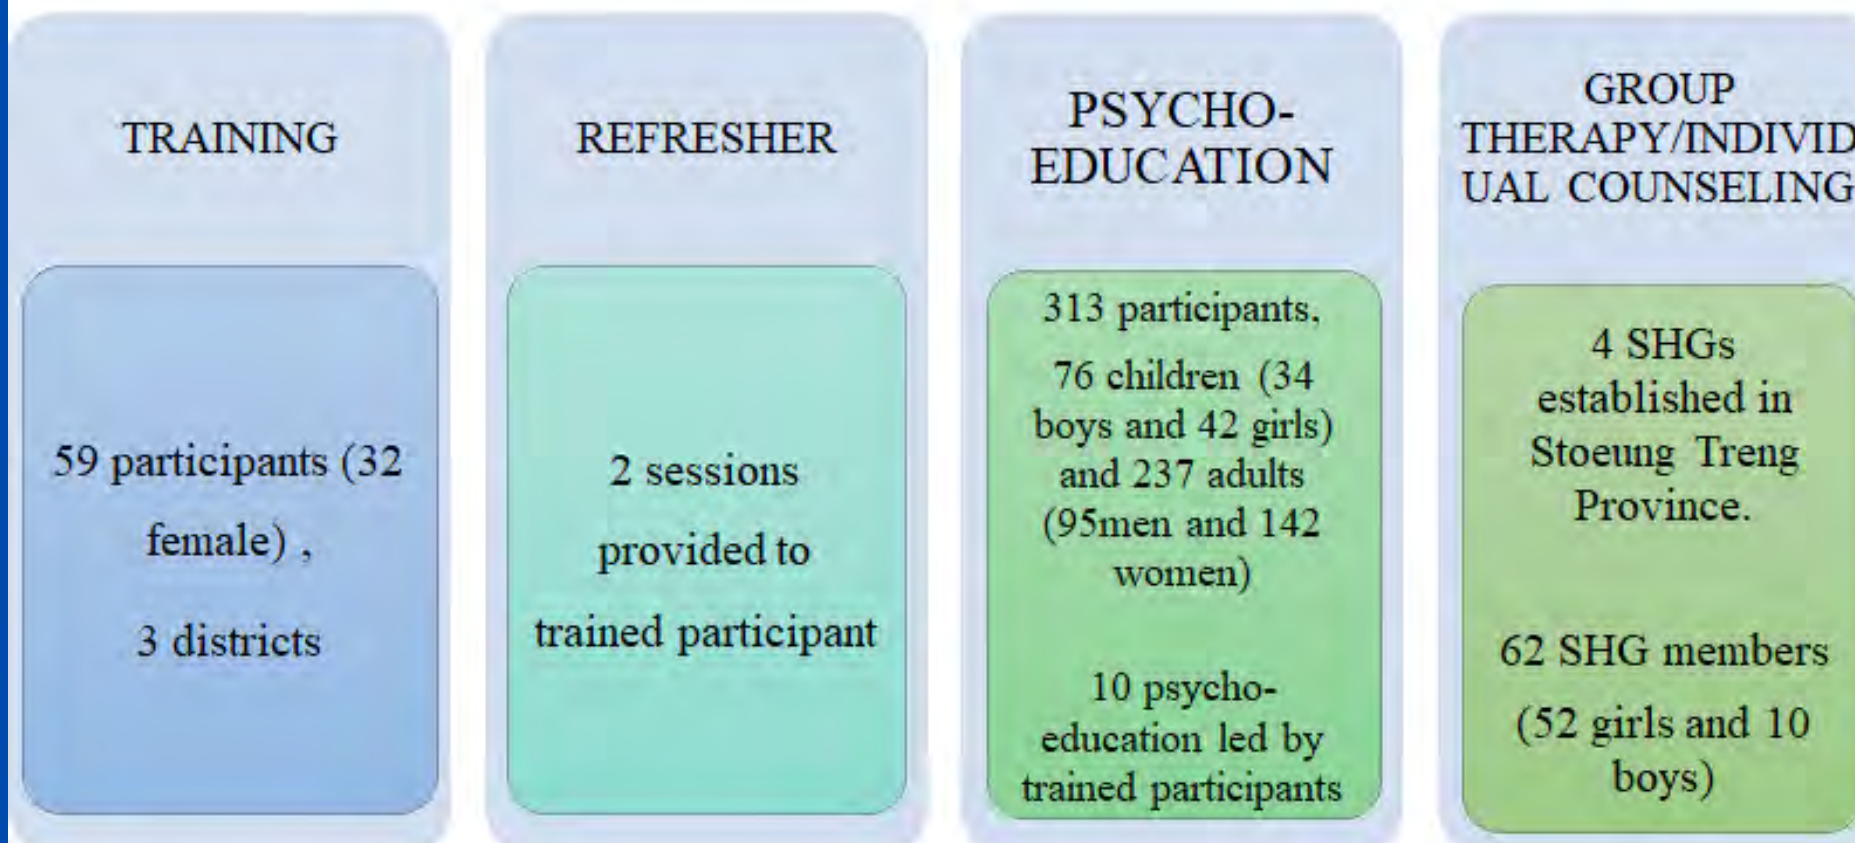 TRAINING
59 participants (32
female) ,
3 districts
REFRESHER
2 sessions
provided to
trained participant
PSYCHO-
EDUCATION
313 participants,
76 children (34
boys and 42 girls)
and 237 adults
(95men and 142
women)
10 psycho-
education led by
trained participants
GROUP
THERAPY/INDIVID
UAL COUNSELING
4 SHGs
established in
Stoeung Treng
Province.
62 SHG members
(52 girls and 10
boys)